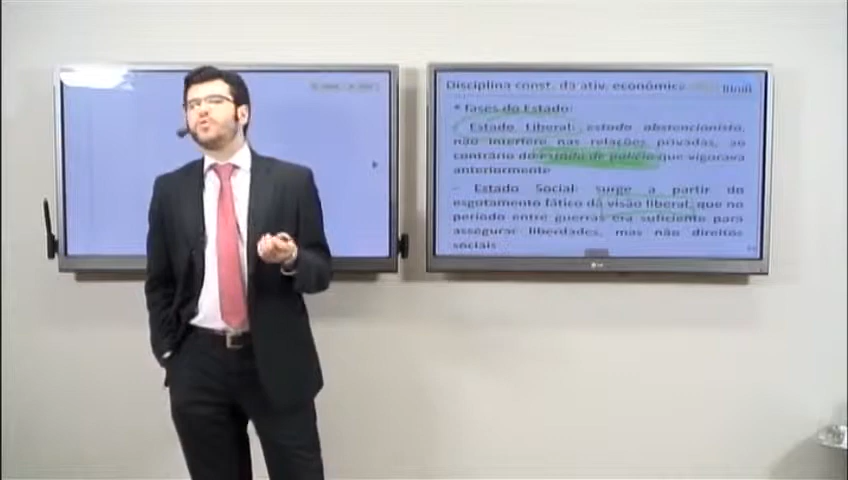 Disciplina const. da ativ. econômica
* fases do Estado:
Estado Liberal: estado abstencionista,
não interfere nas relações privadas, ao
contrário do estado de polícia que vigorava
anteriormente
- Estado Social: surge a partir do
esgotamento fático da visão liberal, que no
período entre guerras era suficiente para
assegurar liberdades, mas não direitos
sociais
LG